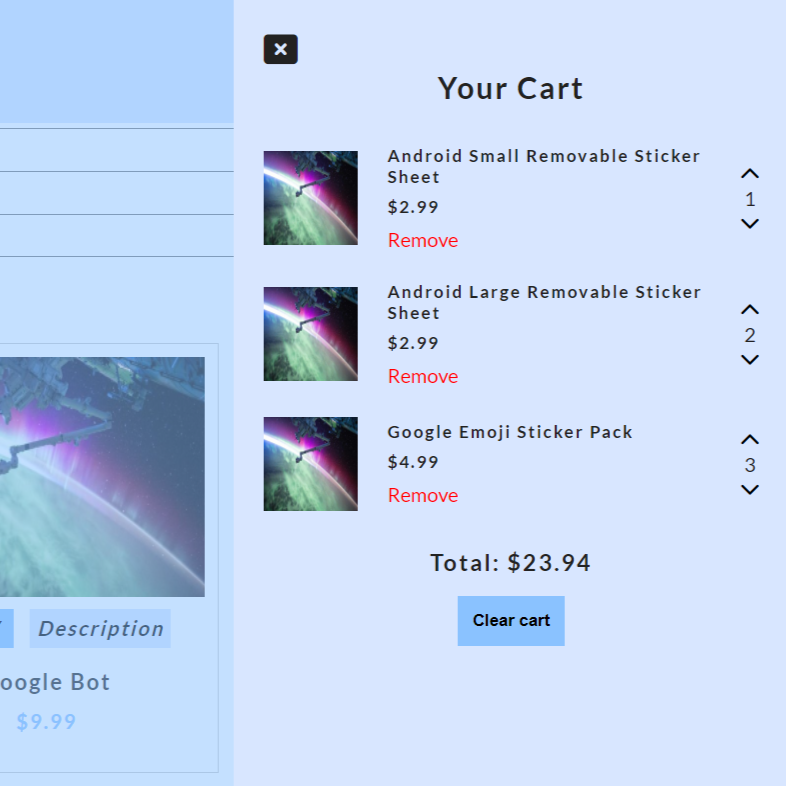 Your Cart
Android Small Removable Sticker
Sheet
$2.99
Remove
1
Android Large Removable Sticker
Sheet
$2.99
Remove
2
Google Emoji Sticker Pack
$4.99
Remove
3
Total: $23.94
Clear cart
Description
oogle Bot
$9.99